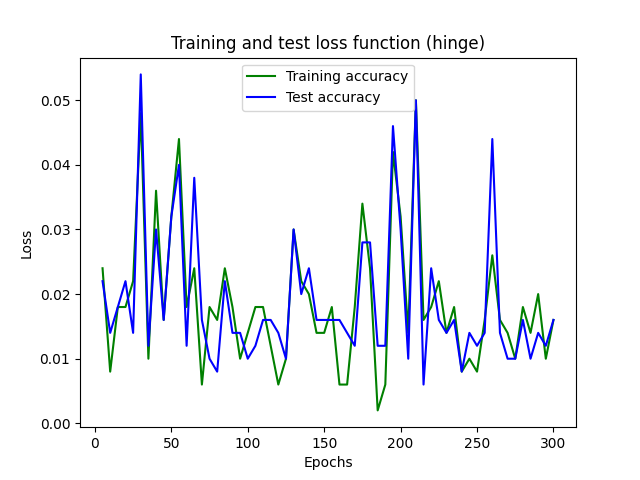 Training and test loss function (hinge)
Training accuracy
Test accuracy
0.05
0.04
0.03
0.02
0.01
0.00
Loss
0 50 100 150 200 250 300
Epochs